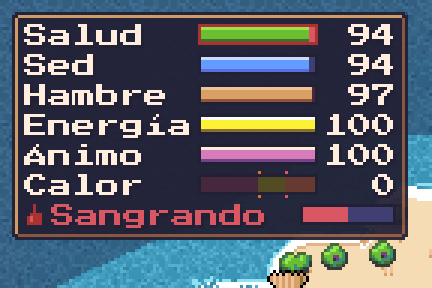 Salud 94
Sed 94
Hambre 97
Energía 100
Ánimo 100
Calor 0
Sangrando